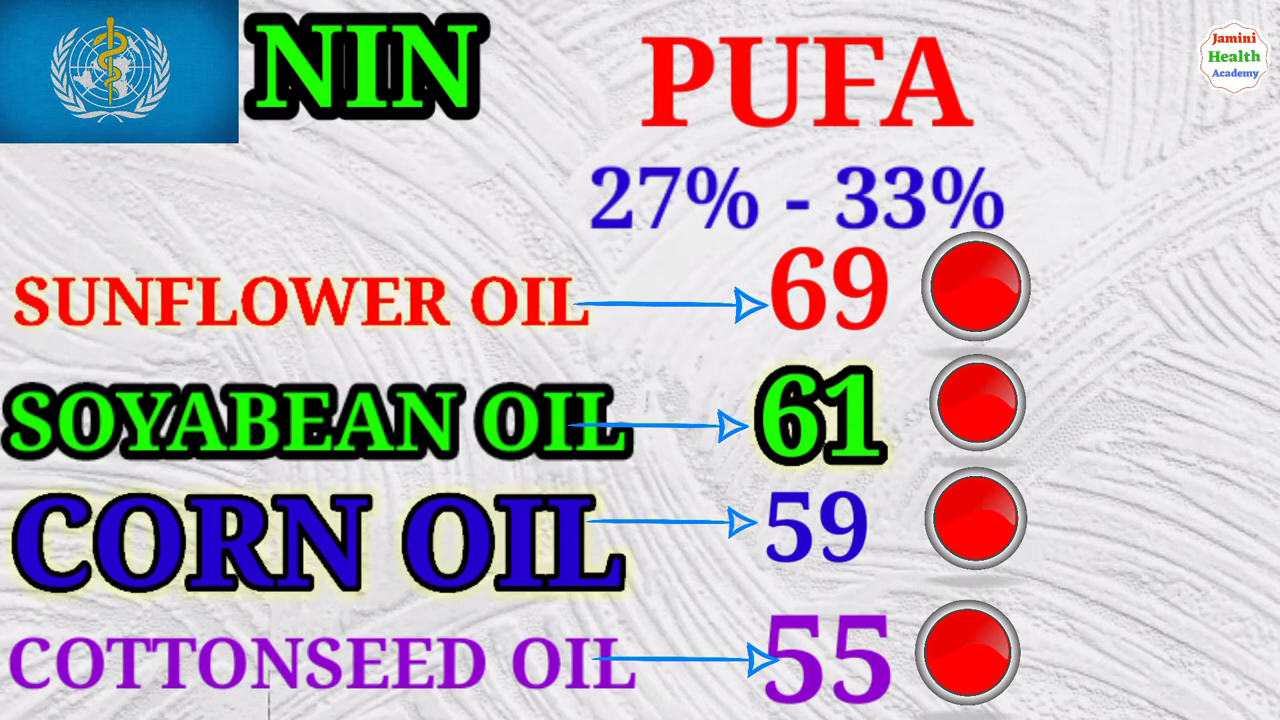 NIN
PUFA
Jamini
Health
Academy
27% - 33%
SUNFLOWER OIL 69
SOYABEAN OIL 61
CORN OIL 59
COTTONSEED OIL 55